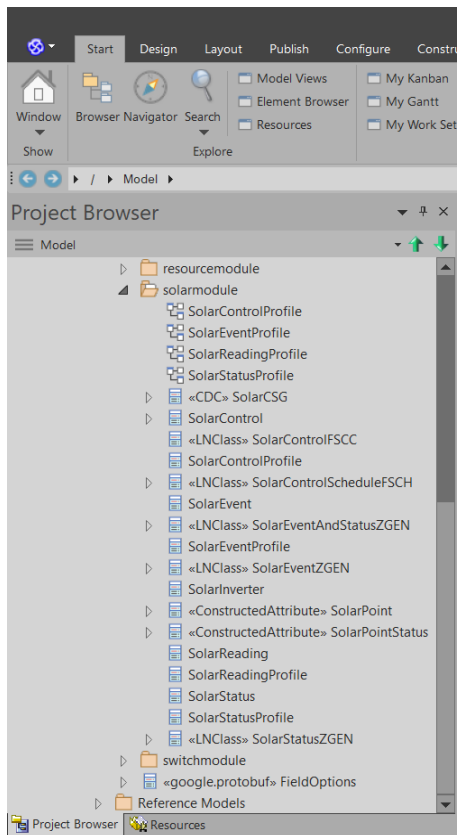 Start Design Layout Publish Configure Constru
Window
Browser Navigator Search
Model Views
Element Browser
Resources
My Kanban
My Gantt
My Work Set
Show Explore
/ Model
Project Browser
Model
resourcemodule
solarmodule
SolarControlProfile
SolarEventProfile
SolarReadingProfile
SolarStatusProfile
«CDC» SolarCSG
SolarControl
«LNClass» SolarControlFSCC
SolarControlProfile
«LNClass» SolarControlScheduleFSCH
SolarEvent
«LNClass» SolarEventAndStatusZGEN
SolarEventProfile
«LNClass» SolarEventZGEN
SolarInverter
«ConstructedAttribute» SolarPoint
«ConstructedAttribute» SolarPointStatus
SolarReading
SolarReadingProfile
SolarStatus
SolarStatusProfile
«LNClass» SolarStatusZGEN
switchmodule
«google.protobuf» FieldOptions
Reference Models
Project Browser Resources